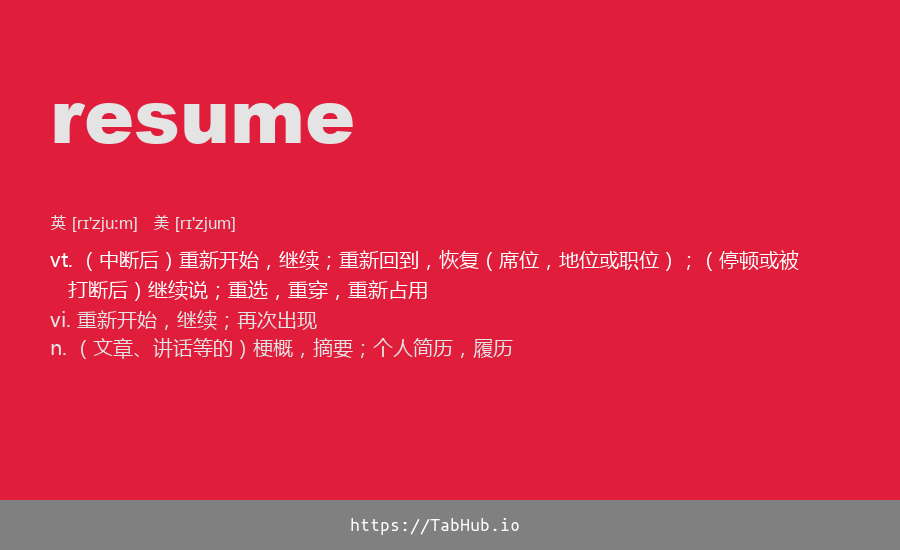 resume
英 [rɪ'zjuːm] 美 [rɪ'zjum]
vt. （中断后）重新开始，继续；重新回到，恢复（席位，地位或职位）；（停顿或被
打断后）继续说；重选，重穿，重新占用
vi. 重新开始，继续；再次出现
n. （文章、讲话等的）梗概，摘要；个人简历，履历
https://TabHub.io